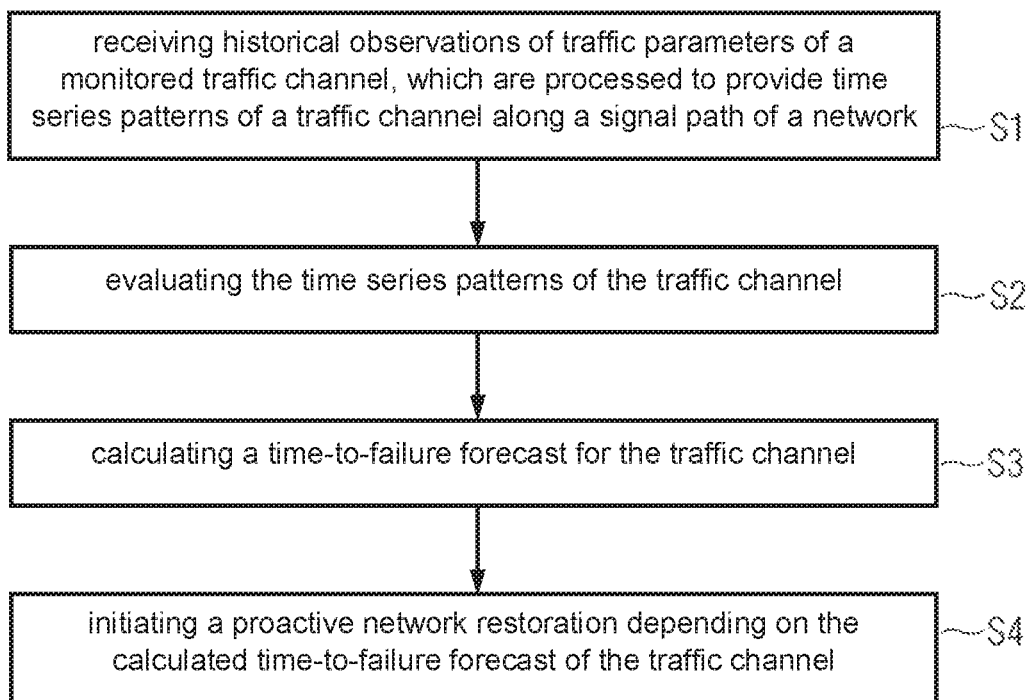 receiving historical observations of traffic parameters of a
monitored traffic channel, which are processed to provide time
series patterns of a traffic channel along a signal path of a network
S1
evaluating the time series patterns of the traffic channel
S2
calculating a time-to-failure forecast for the traffic channel
S3
initiating a proactive network restoration depending on the
calculated time-to-failure forecast of the traffic channel
S4